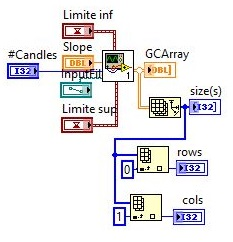 Limite inf
Slope
#Candles
DBL
I32
GCArray
DBL
InputFil
1
Limite sup
size(s)
I32
rows
0
I32
cols
1
I32